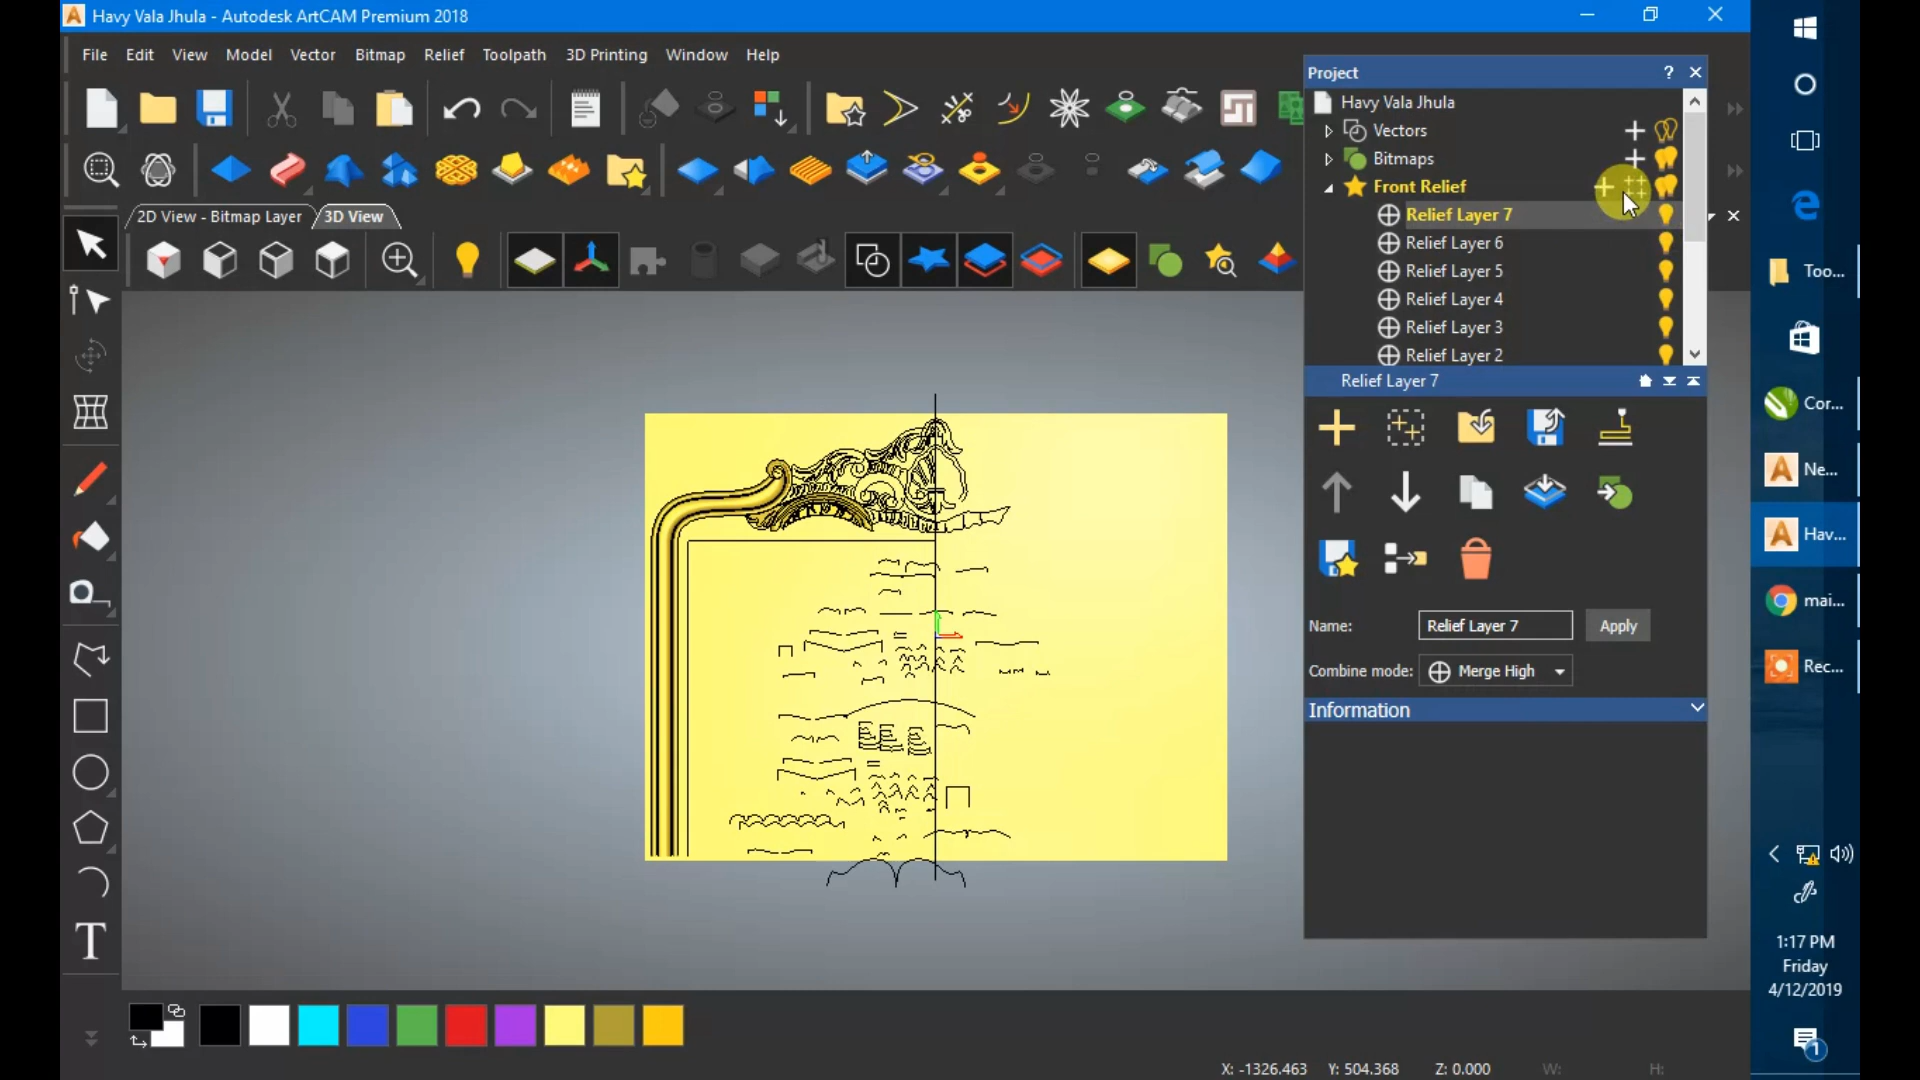 Havy Vala Jhula - Autodesk ArtCAM Premium 2018
File Edit View Model Vector Bitmap Relief Toolpath 3D Printing Window Help
Project
?
Havy Vala Jhula
Vectors
Bitmaps
Front Relief
2D View - Bitmap Layer
3D View
Relief Layer 7
Relief Layer 6
Relief Layer 5
Relief Layer 4
Relief Layer 3
Relief Layer 2
Relief Layer 7
Name:
Relief Layer 7
Apply
Combine mode:
Merge High
Information
T
X: -1326.463 Y: 504.368 Z: 0.000 W: H:
Too...
Cor...
Ne...
Hav...
mai...
Rec...
1:17 PM
Friday
4/12/2019
1